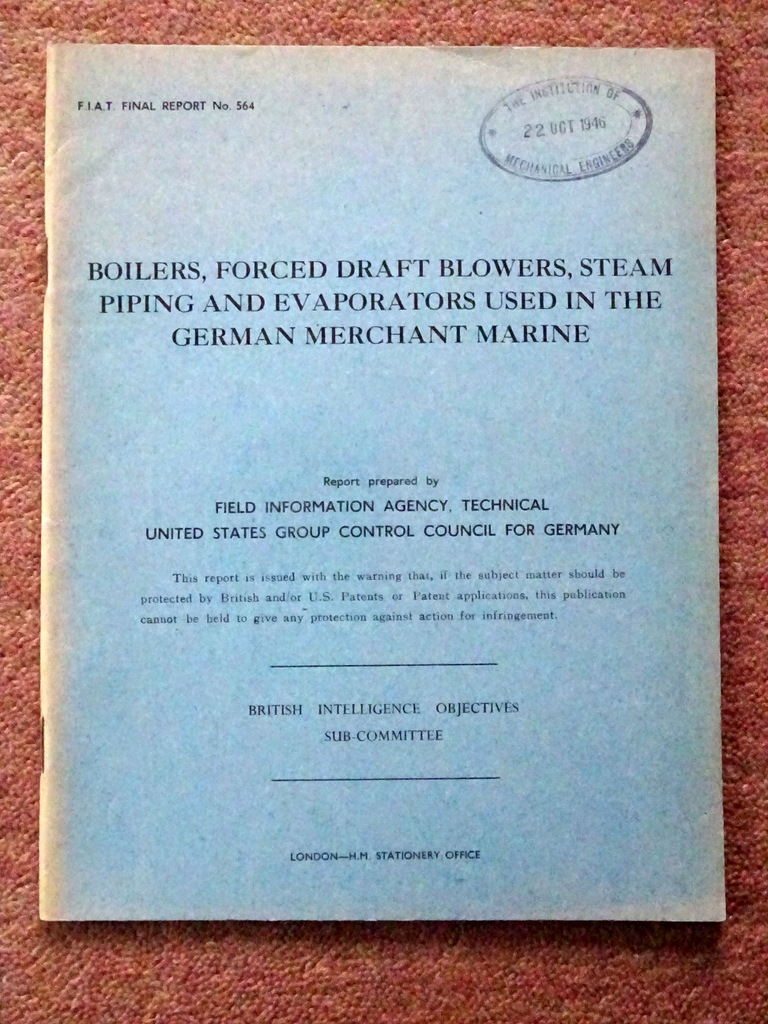 F.I.A.T. FINAL REPORT No. 564
THE INSTITUTION OF
22 OCT 1946
MECHANICAL ENGINEERS
BOILERS, FORCED DRAFT BLOWERS, STEAM
PIPING AND EVAPORATORS USED IN THE
GERMAN MERCHANT MARINE
Report prepared by
FIELD INFORMATION AGENCY, TECHNICAL
UNITED STATES GROUP CONTROL COUNCIL FOR GERMANY
This report is issued with the warning that, if the subject matter should be
protected by British and/or U.S. Patents or Patent applications, this publication
cannot be held to give any protection against action for infringement.
BRITISH INTELLIGENCE OBJECTIVES
SUB-COMMITTEE
LONDON—H.M. STATIONERY OFFICE